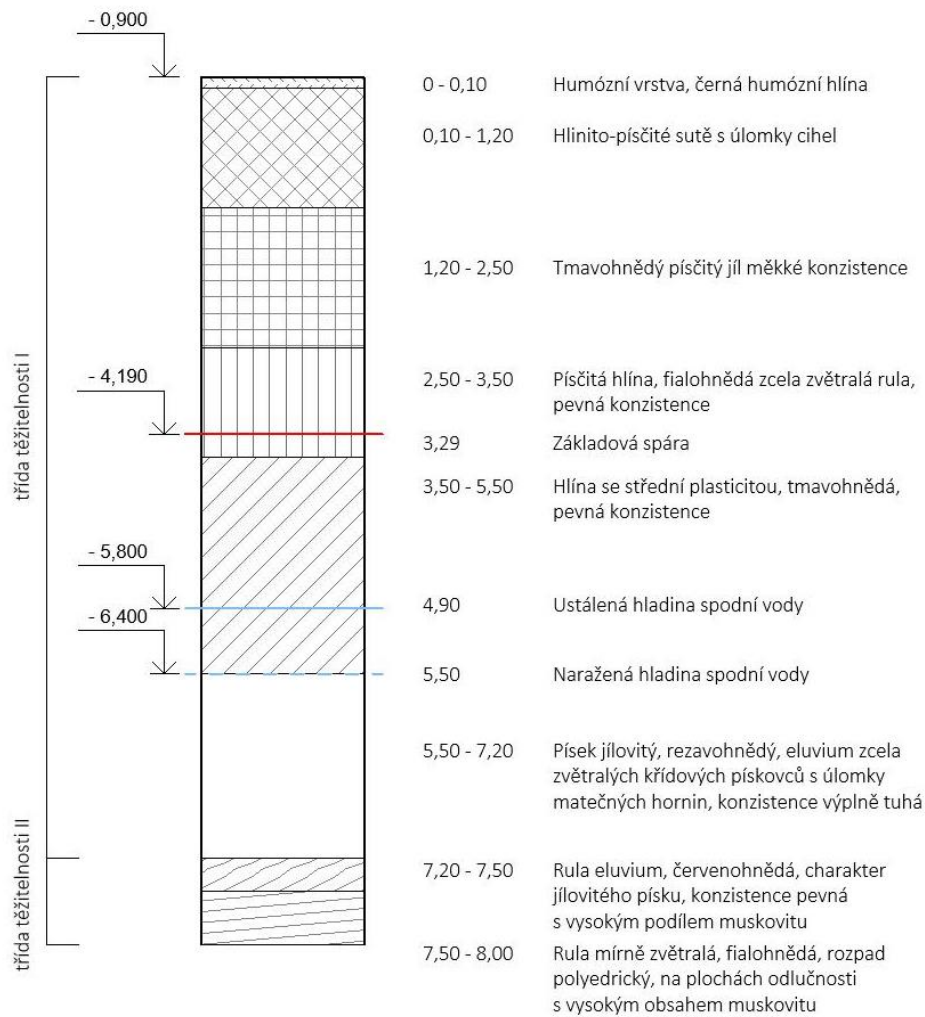 - 0,900
0 - 0,10 Humózní vrstva, černá humózní hlína
0,10 - 1,20 Hlinito-písčité sutě s úlomky cihel
1,20 - 2,50 Tmavohnědý písčitý jíl měkké konzistence
třída těžitelnosti I
- 4,190
2,50 - 3,50 Písčitá hlína, fialohnědá zcela zvětralá rula,
pevná konzistence
3,29 Základová spára
3,50 - 5,50 Hlína se střední plasticitou, tmavohnědá,
pevná konzistence
- 5,800
4,90 Ustálená hladina spodní vody
- 6,400
5,50 Naražená hladina spodní vody
5,50 - 7,20 Písek jílovitý, rezavohnědý, eluvium zcela
zvětralých křídových pískovců s úlomky
matečných hornin, konzistence výplně tuhá
třída těžitelnosti II
7,20 - 7,50 Rula eluvium, červenohnědá, charakter
jílovitého písku, konzistence pevná
s vysokým podílem muskovitu
7,50 - 8,00 Rula mírně zvětralá, fialohnědá, rozpad
polyedrický, na plochách odlučnosti
s vysokým obsahem muskovitu